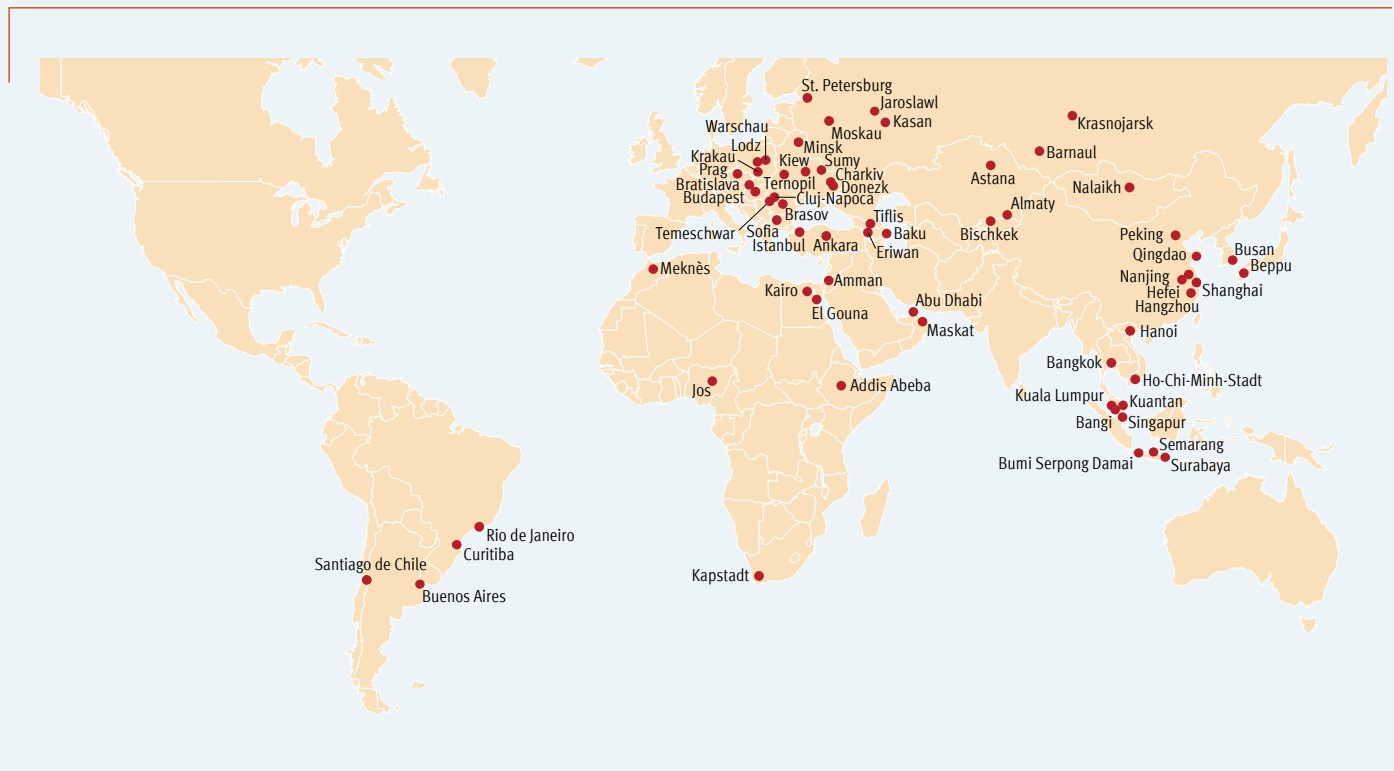 St. Petersburg
Jaroslawl
Kasan
Krasnojarsk
Moskau
Warschau
Minsk
Lodz
Barnaul
Krakau
Kiew
Sumy
Prag
Charkiv
Astana
Bratislava
Ternopil
Donezk
Nalaikh
Budapest
Cluj-Napoca
Almaty
Brasov
Tiflis
Temeschwar
Sofia
Baku
Bischkek
Peking
Istanbul
Ankara
Eriwan
Busan
Qingdao
Beppu
Meknès
Nanjing
Amman
Kairo
Hefei
Shanghai
Abu Dhabi
Hangzhou
El Gouna
Maskat
Hanoi
Bangkok
Ho-Chi-Minh-Stadt
Jos
Addis Abeba
Kuala Lumpur
Kuantan
Bangi
Singapur
Semarang
Bumi Serpong Damai
Surabaya
Rio de Janeiro
Curitiba
Santiago de Chile
Kapstadt
Buenos Aires